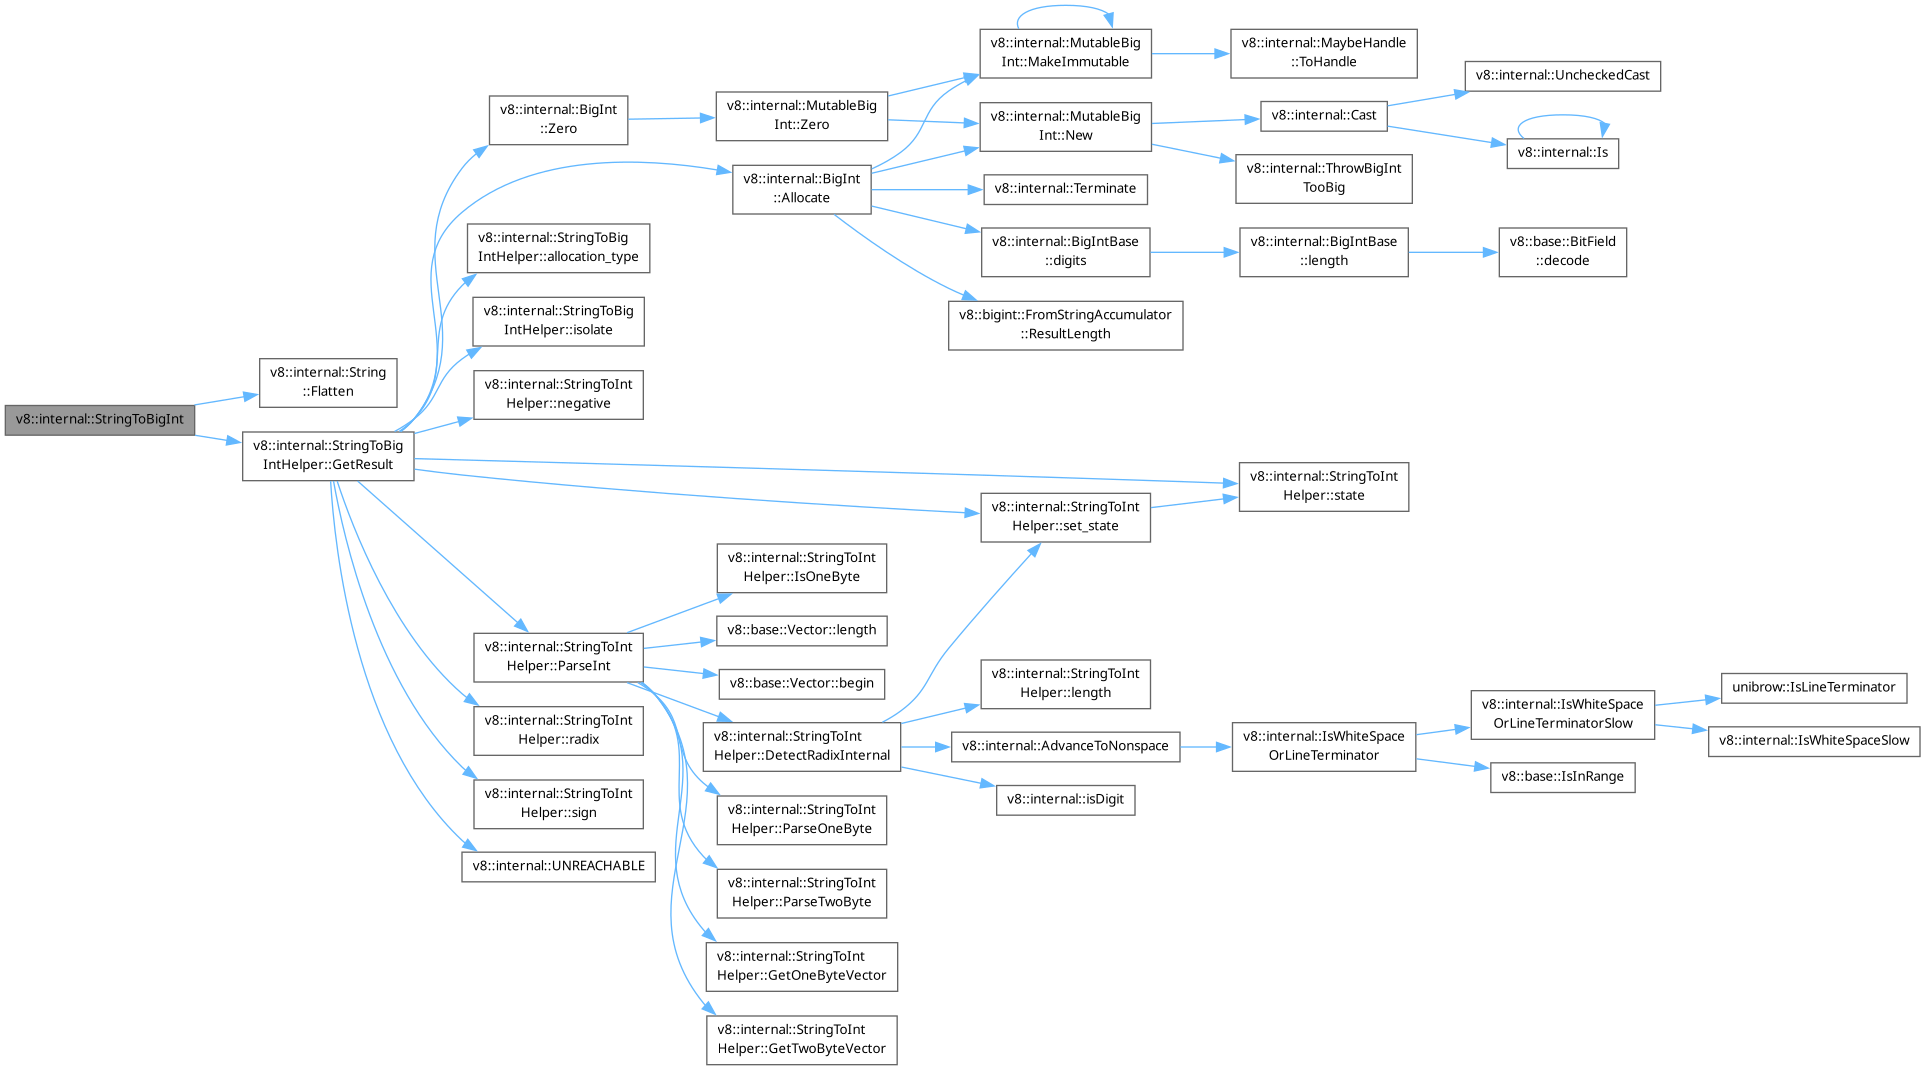 v8::internal::StringToBigInt
v8::internal::String
::Flatten
v8::internal::StringToBig
IntHelper::GetResult
v8::internal::BigInt
::Zero
v8::internal::StringToBig
IntHelper::allocation_type
v8::internal::StringToBig
IntHelper::isolate
v8::internal::StringToInt
Helper::negative
v8::internal::StringToInt
Helper::ParseInt
v8::internal::StringToInt
Helper::radix
v8::internal::StringToInt
Helper::sign
v8::internal::UNREACHABLE
v8::internal::MutableBig
Int::Zero
v8::internal::BigInt
::Allocate
v8::internal::StringToInt
Helper::IsOneByte
v8::base::Vector::length
v8::base::Vector::begin
v8::internal::StringToInt
Helper::DetectRadixInternal
v8::internal::StringToInt
Helper::ParseOneByte
v8::internal::StringToInt
Helper::ParseTwoByte
v8::internal::StringToInt
Helper::GetOneByteVector
v8::internal::StringToInt
Helper::GetTwoByteVector
v8::internal::MutableBig
Int::MakeImmutable
v8::internal::MutableBig
Int::New
v8::internal::Terminate
v8::internal::BigIntBase
::digits
v8::bigint::FromStringAccumulator
::ResultLength
v8::internal::StringToInt
Helper::set_state
v8::internal::StringToInt
Helper::length
v8::internal::AdvanceToNonspace
v8::internal::isDigit
v8::internal::MaybeHandle
::ToHandle
v8::internal::Cast
v8::internal::ThrowBigInt
TooBig
v8::internal::BigIntBase
::length
v8::internal::StringToInt
Helper::state
v8::internal::IsWhiteSpace
OrLineTerminator
v8::internal::UncheckedCast
v8::internal::Is
v8::base::BitField
::decode
v8::internal::IsWhiteSpace
OrLineTerminatorSlow
v8::base::IsInRange
unibrow::IsLineTerminator
v8::internal::IsWhiteSpaceSlow